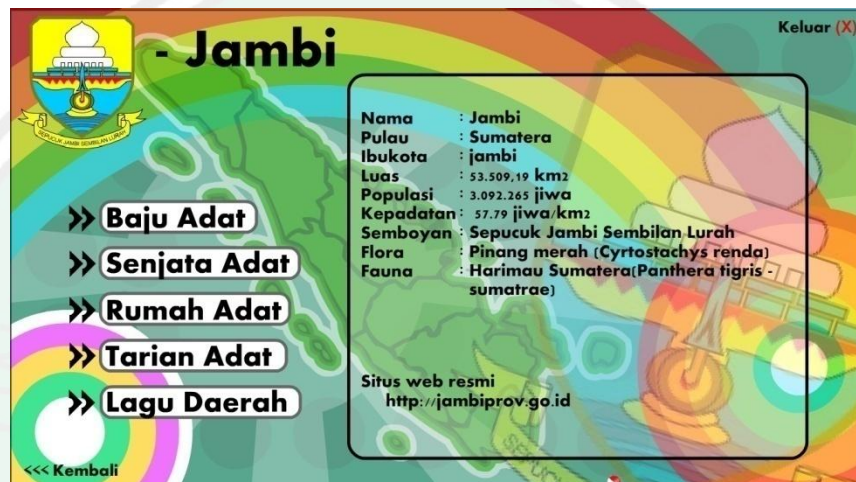 Keluar (X)
- Jambi
SEPUCUK JAMBI SEMBILAN LURAH
Nama : Jambi
Pulau : Sumatera
Ibukota : jambi
Luas : 53.509,19 km2
Populasi : 3.092.265 jiwa
Kepadatan : 57.79 jiwa/km2
Semboyan : Sepucuk Jambi Sembilan Lurah
Flora : Pinang merah (Cyrtostachys renda)
Fauna : Harimau Sumatera(Panthera tigris -
sumatrae)
Situs web resmi
http://jambiprov.go.id
>> Baju Adat
>> Senjata Adat
>> Rumah Adat
>> Tarian Adat
>> Lagu Daerah
<<< Kembali